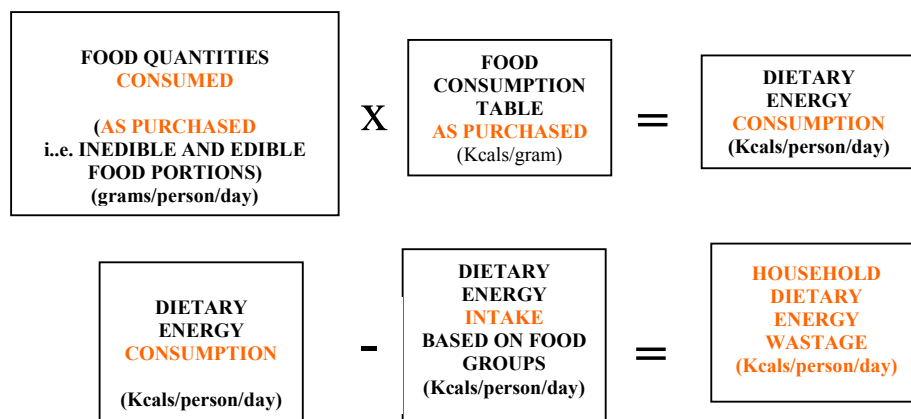 FOOD QUANTITIES
CONSUMED
(AS PURCHASED
i..e. INEDIBLE AND EDIBLE
FOOD PORTIONS)
(grams/person/day)
X
FOOD
CONSUMPTION
TABLE
AS PURCHASED
(Kcals/gram)
=
DIETARY
ENERGY
CONSUMPTION
(Kcals/person/day)
DIETARY
ENERGY
CONSUMPTION
(Kcals/person/day)
-
DIETARY
ENERGY
INTAKE
BASED ON FOOD
GROUPS
(Kcals/person/day)
=
HOUSEHOLD
DIETARY
ENERGY
WASTAGE
(Kcals/person/day)